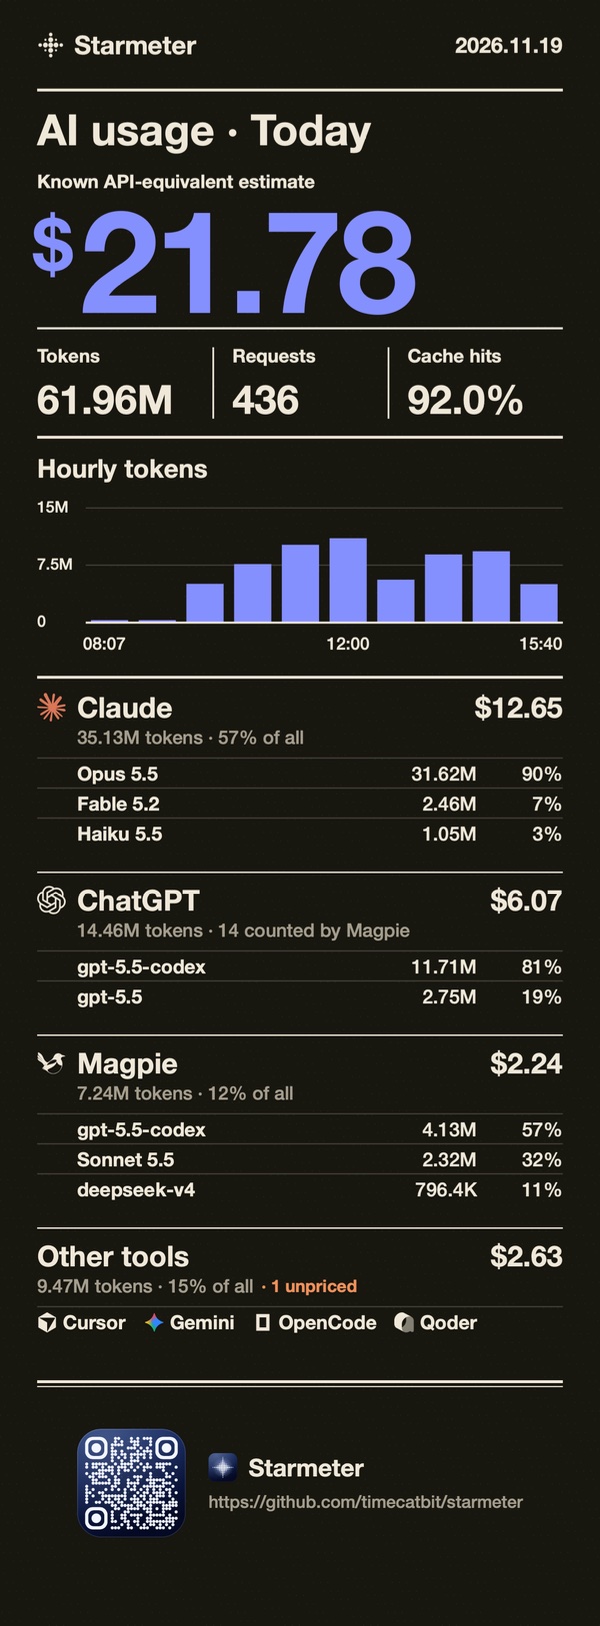 Starmeter
2026.11.19
AI usage · Today
Known API-equivalent estimate
$21.78
Tokens
61.96M
Requests
436
Cache hits
92.0%
Hourly tokens
15M
7.5M
0
08:07 12:00 15:40
Claude $12.65
35.13M tokens · 57% of all
Opus 5.5 31.62M 90%
Fable 5.2 2.46M 7%
Haiku 5.5 1.05M 3%
ChatGPT $6.07
14.46M tokens · 14 counted by Magpie
gpt-5.5-codex 11.71M 81%
gpt-5.5 2.75M 19%
Magpie $2.24
7.24M tokens · 12% of all
gpt-5.5-codex 4.13M 57%
Sonnet 5.5 2.32M 32%
deepseek-v4 796.4K 11%
Other tools $2.63
9.47M tokens · 15% of all · 1 unpriced
Cursor Gemini OpenCode Qoder
Starmeter
https://github.com/timecatbit/starmeter